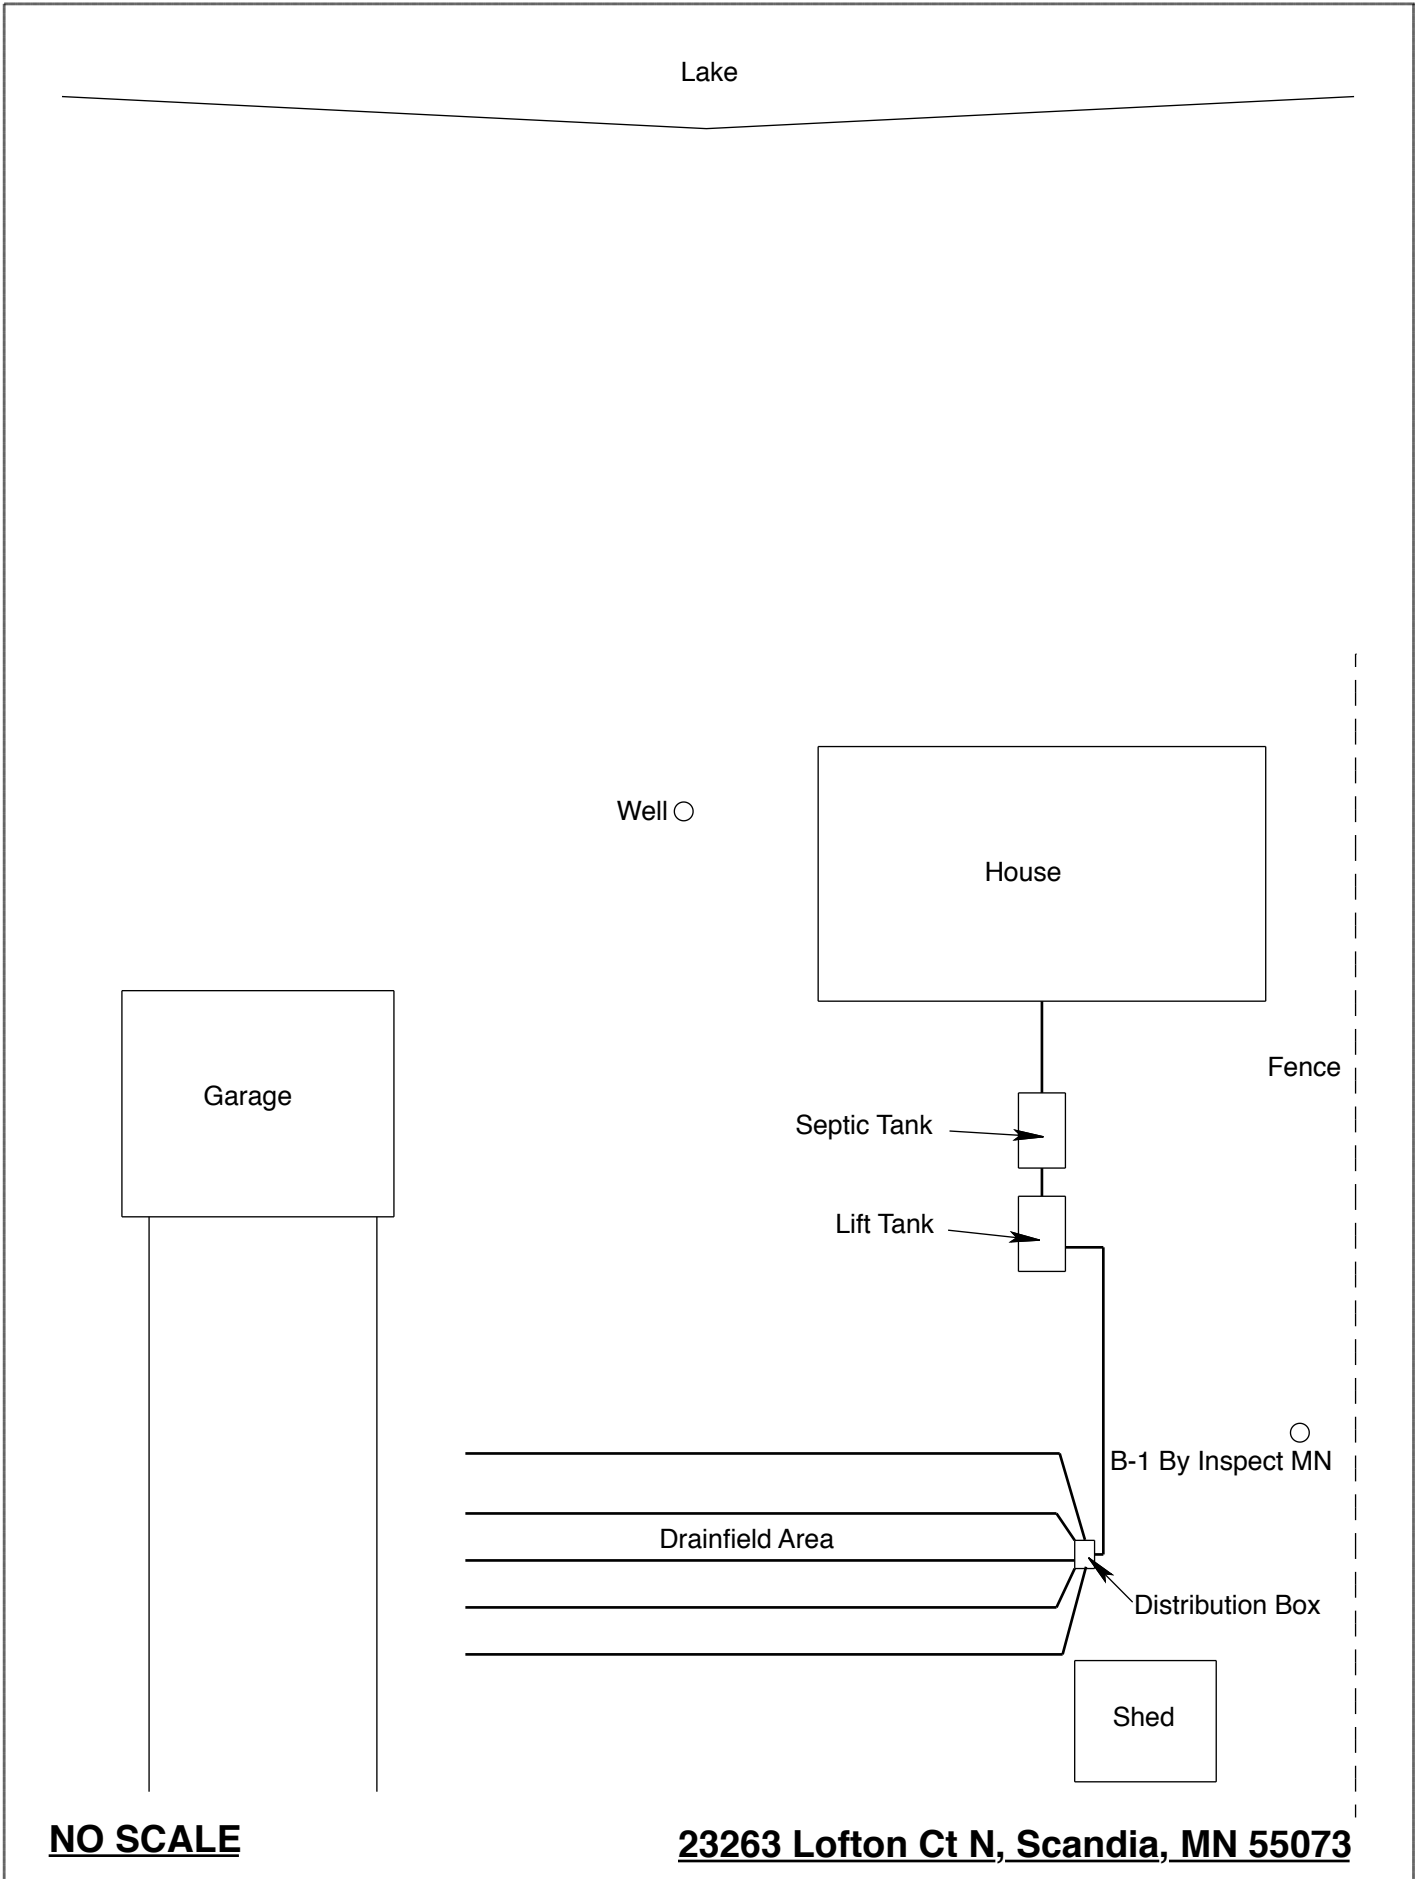 Lake
Well
House
Garage
Fence
Septic Tank
Lift Tank
B-1 By Inspect MN
Drainfield Area
Distribution Box
Shed
NO SCALE
23263 Lofton Ct N, Scandia, MN 55073